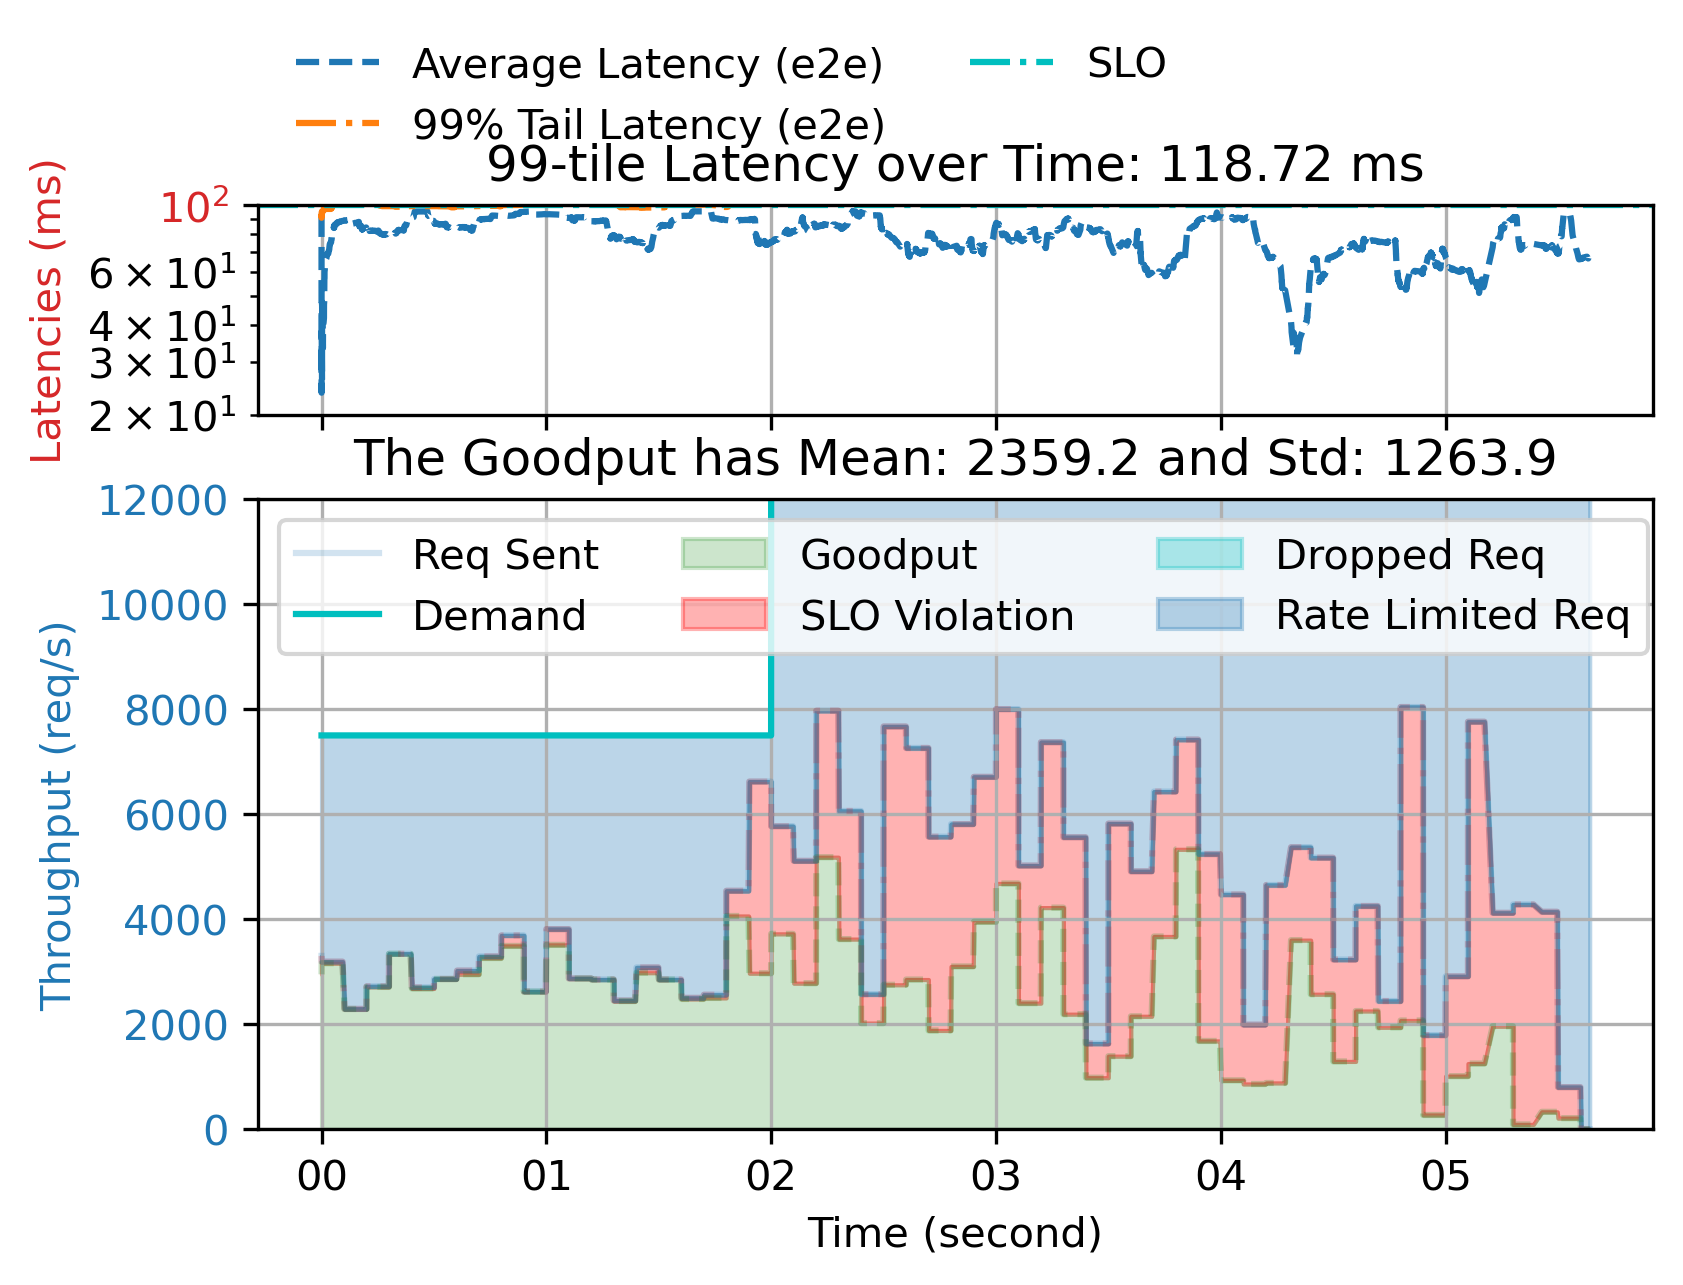 Average Latency (e2e) SLO
99% Tail Latency (e2e)
99-tile Latency over Time: 118.72 ms
Latencies (ms)
10²
6 × 10¹
4 × 10¹
3 × 10¹
2 × 10¹
The Goodput has Mean: 2359.2 and Std: 1263.9
Throughput (req/s)
12000
10000
8000
6000
4000
2000
0
Req Sent Goodput Dropped Req
Demand SLO Violation Rate Limited Req
00 01 02 03 04 05
Time (second)